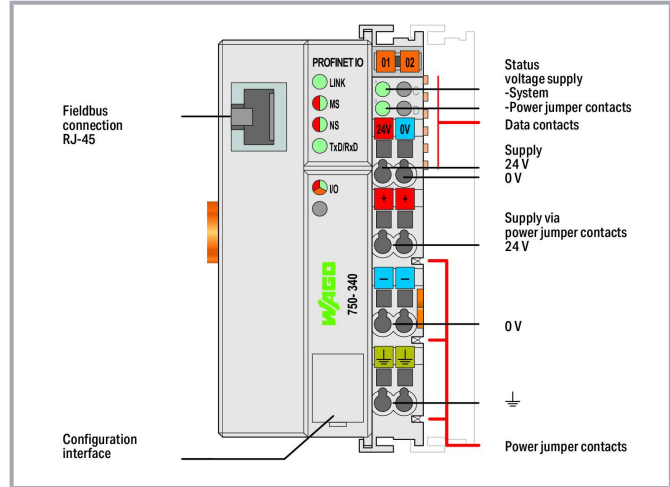 PROFINET IO
LINK
MS
NS
TxD/RxD
I/O
WAGO
750-340
01 02
C
D
24V 0V
+ +
— —
Fieldbus
connection
RJ-45
Configuration
interface
Status
voltage supply
-System
-Power jumper contacts
Data contacts
Supply
24 V
0 V
Supply via
power jumper contacts
24 V
0 V
Power jumper contacts